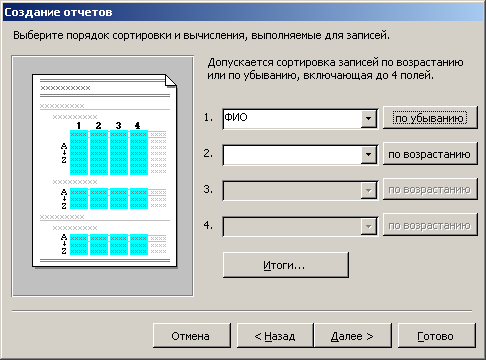 Создание отчетов
Выберите порядок сортировки и вычисления, выполняемые для записей.
Допускается сортировка записей по возрастанию
или по убыванию, включающая до 4 полей.
1. ФИО по убыванию
2. по возрастанию
3. по возрастанию
4. по возрастанию
Итоги...
XXXXXXXXXX
XXXXXXXXX
1 2 3 4
A
Z
XXXXXXXXX
A
Z
XXXXXXXXX
A
Z
Отмена < Назад Далее > Готово